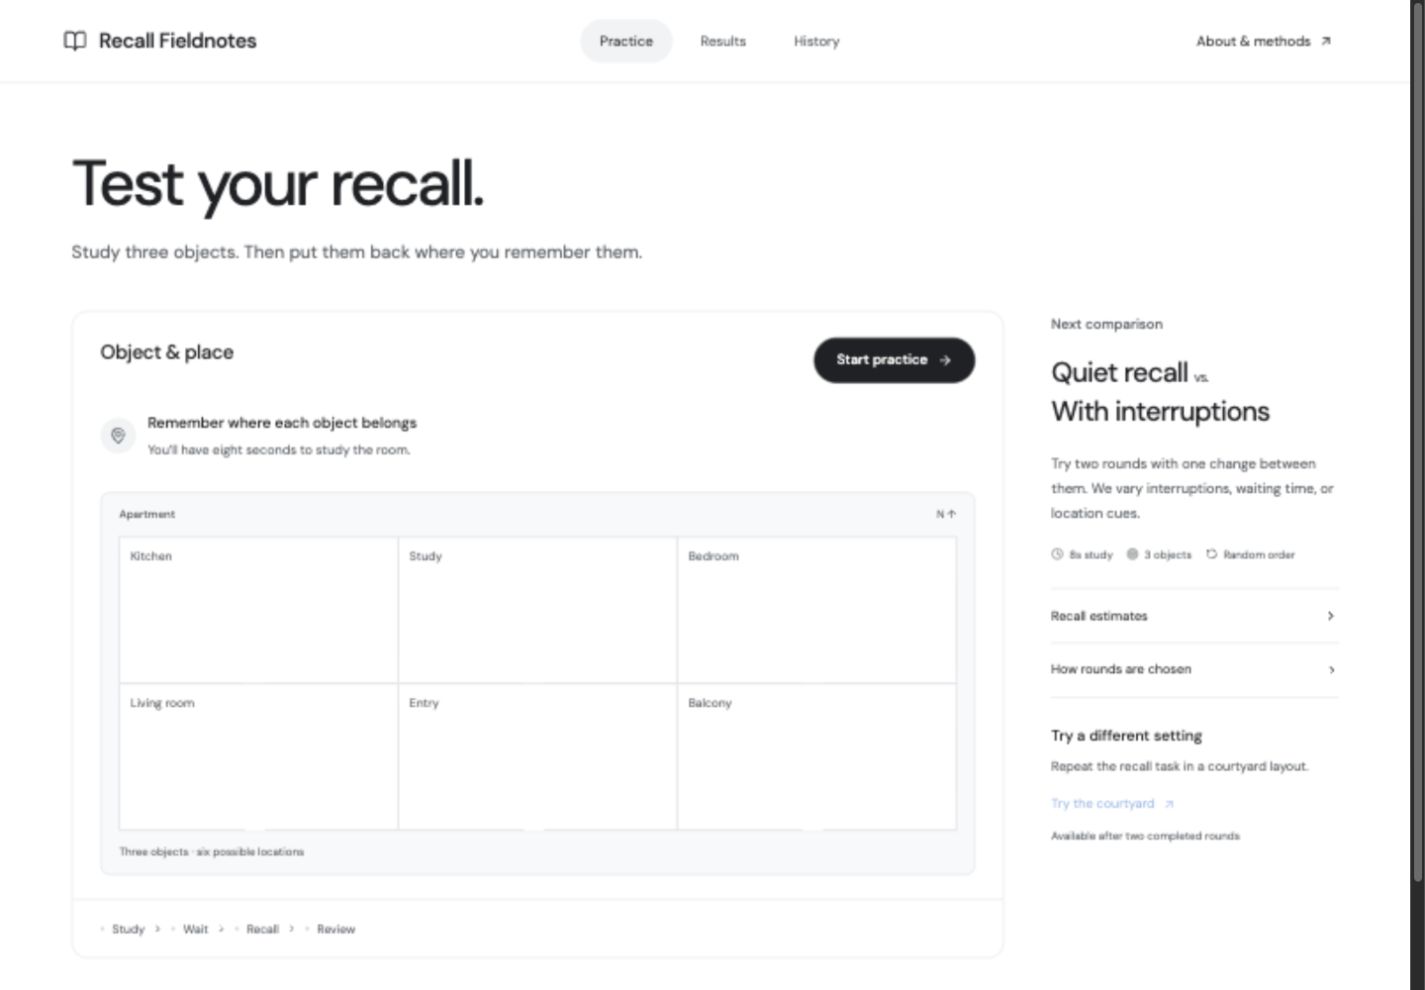 Recall Fieldnotes
Practice
Results
History
About & methods
Test your recall.
Study three objects. Then put them back where you remember them.
Object & place
Start practice
Remember where each object belongs
You'll have eight seconds to study the room.
Apartment
N
Kitchen
Study
Bedroom
Living room
Entry
Balcony
Three objects · six possible locations
Study
Wait
Recall
Review
Next comparison
Quiet recall vs.
With interruptions
Try two rounds with one change between
them. We vary interruptions, waiting time, or
location cues.
8s study
3 objects
Random order
Recall estimates
How rounds are chosen
Try a different setting
Repeat the recall task in a courtyard layout.
Try the courtyard
Available after two completed rounds